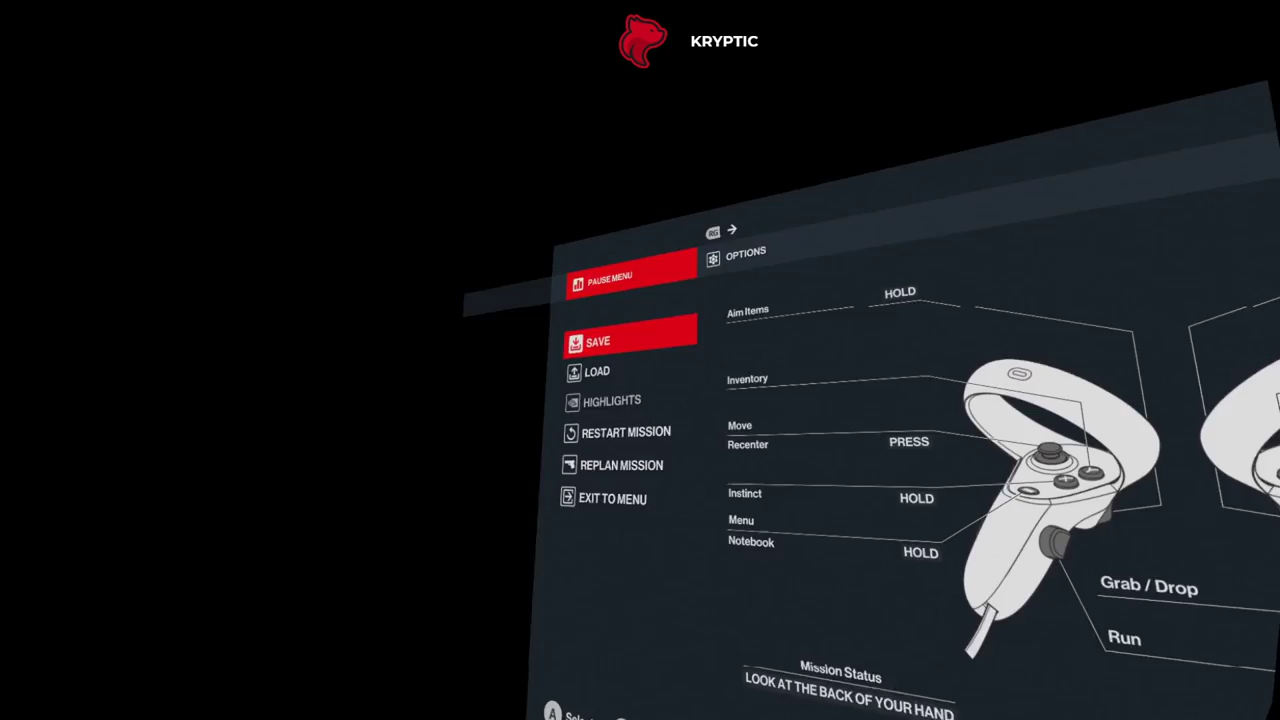 KRYPTIC
RG
OPTIONS
PAUSE MENU
SAVE
LOAD
HIGHLIGHTS
RESTART MISSION
REPLAN MISSION
EXIT TO MENU
Aim Items HOLD
Inventory
Move
Recenter PRESS
Instinct HOLD
Menu
Notebook HOLD
Grab / Drop
Run
Mission Status
LOOK AT THE BACK OF YOUR HAND
A